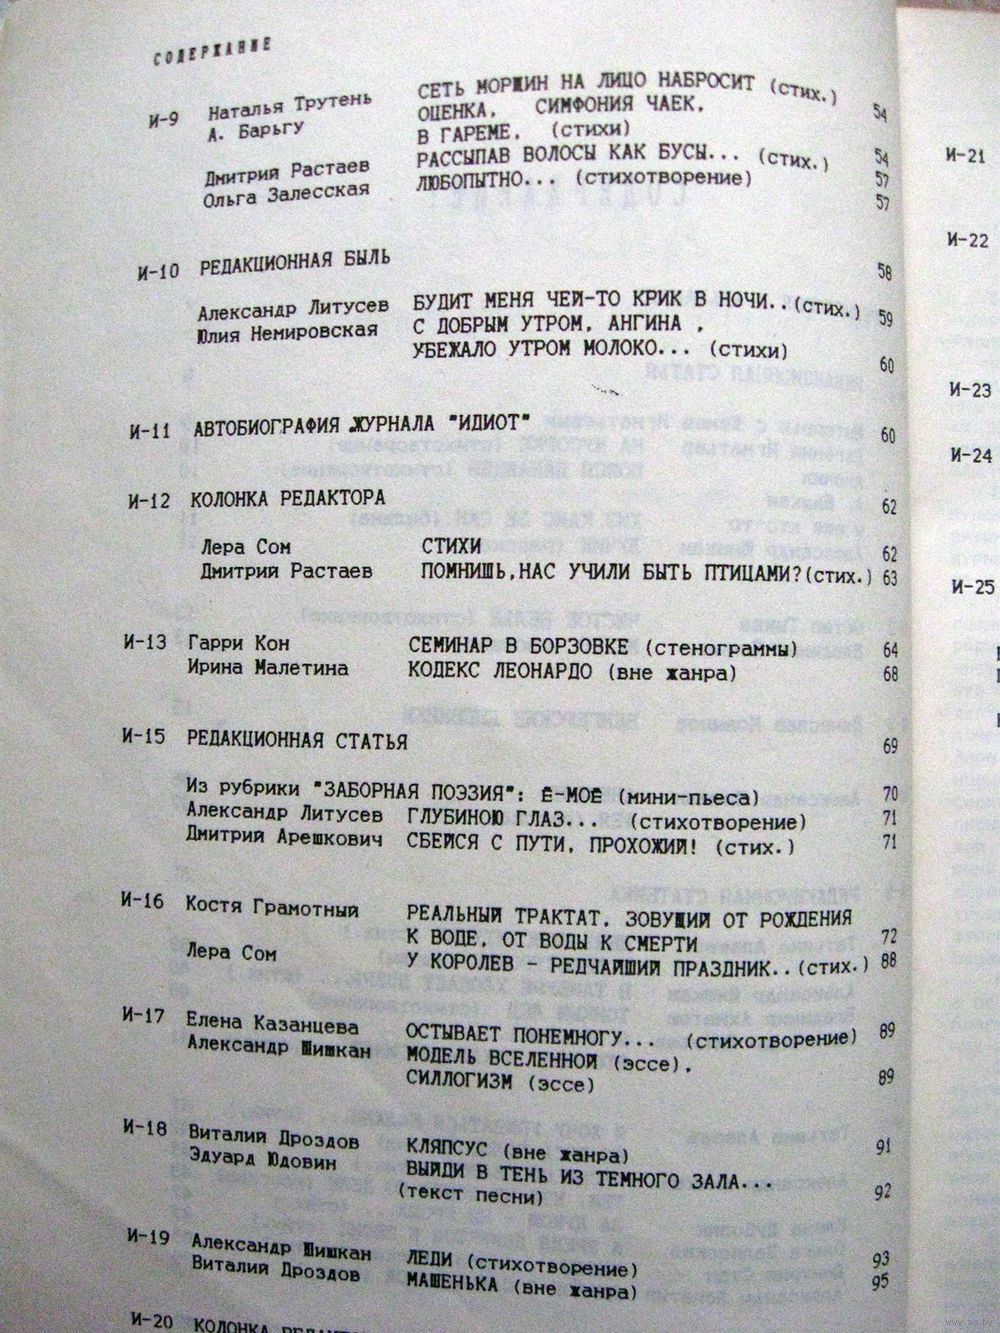 СОДЕРЖАНИЕ
И-9 Наталья Трутень СЕТЬ МОРЩИН НА ЛИЦО НАБРОСИТ (стих.) 54
А. Барьгу ОЦЕНКА, СИМФОНИЯ ЧАЕК,
В ГАРЕМЕ, (стихи) 54
Дмитрий Растаев РАССЫПАВ ВОЛОСЫ КАК БУСЫ... (стих.) 57
Ольга Залесская ЛЮБОПЫТНО... (стихотворение) 57
И-10 РЕДАКЦИОННАЯ БЫЛЬ 58
Александр Литусев БУДИТ МЕНЯ ЧЕЙ-ТО КРИК В НОЧИ..(стих.) 59
Юлия Немировская С ДОБРЫМ УТРОМ, АНГИНА ,
УБЕЖАЛО УТРОМ МОЛОКО... (стихи) 60
И-11 АВТОБИОГРАФИЯ ЖУРНАЛА "ИДИОТ" 60
И-12 КОЛОНКА РЕДАКТОРА 62
Лера Сом СТИХИ 62
Дмитрий Растаев ПОМНИШЬ,НАС УЧИЛИ БЫТЬ ПТИЦАМИ?(стих.) 63
И-13 Гарри Кон СЕМИНАР В БОРЗОВКЕ (стенограммы) 64
Ирина Малетина КОДЕКС ЛЕОНАРДО (вне жанра) 68
И-15 РЕДАКЦИОННАЯ СТАТЬЯ 69
Из рубрики "ЗАБОРНАЯ ПОЭЗИЯ": Ё-МОЁ (мини-пьеса) 70
Александр Литусев ГЛУБИНОЮ ГЛАЗ... (стихотворение) 71
Дмитрий Арешкович СБЕЙСЯ С ПУТИ, ПРОХОЖИЙ! (стих.) 71
И-16 Костя Грамотный РЕАЛЬНЫЙ ТРАКТАТ, ЗОВУЩИЙ ОТ РОЖДЕНИЯ
К ВОДЕ, ОТ ВОДЫ К СМЕРТИ 72
Лера Сом У КОРОЛЕВ - РЕДЧАЙШИЙ ПРАЗДНИК..(стих.) 88
И-17 Елена Казанцева ОСТЫВАЕТ ПОНЕМНОГУ... (стихотворение) 89
Александр Шишкан МОДЕЛЬ ВСЕЛЕННОЙ (эссе),
СИЛЛОГИЗМ (эссе) 89
И-18 Виталий Дроздов КЛЯПСУС (вне жанра) 91
Эдуард Юдовин ВЫЙДИ В ТЕНЬ ИЗ ТЕМНОГО ЗАЛА...
(текст песни) 92
И-19 Александр Шишкан ЛЕДИ (стихотворение) 93
Виталий Дроздов МАШЕНЬКА (вне жанра) 95
И-20 КОЛОНКА
И-21
И-22
И-23
И-24
И-25